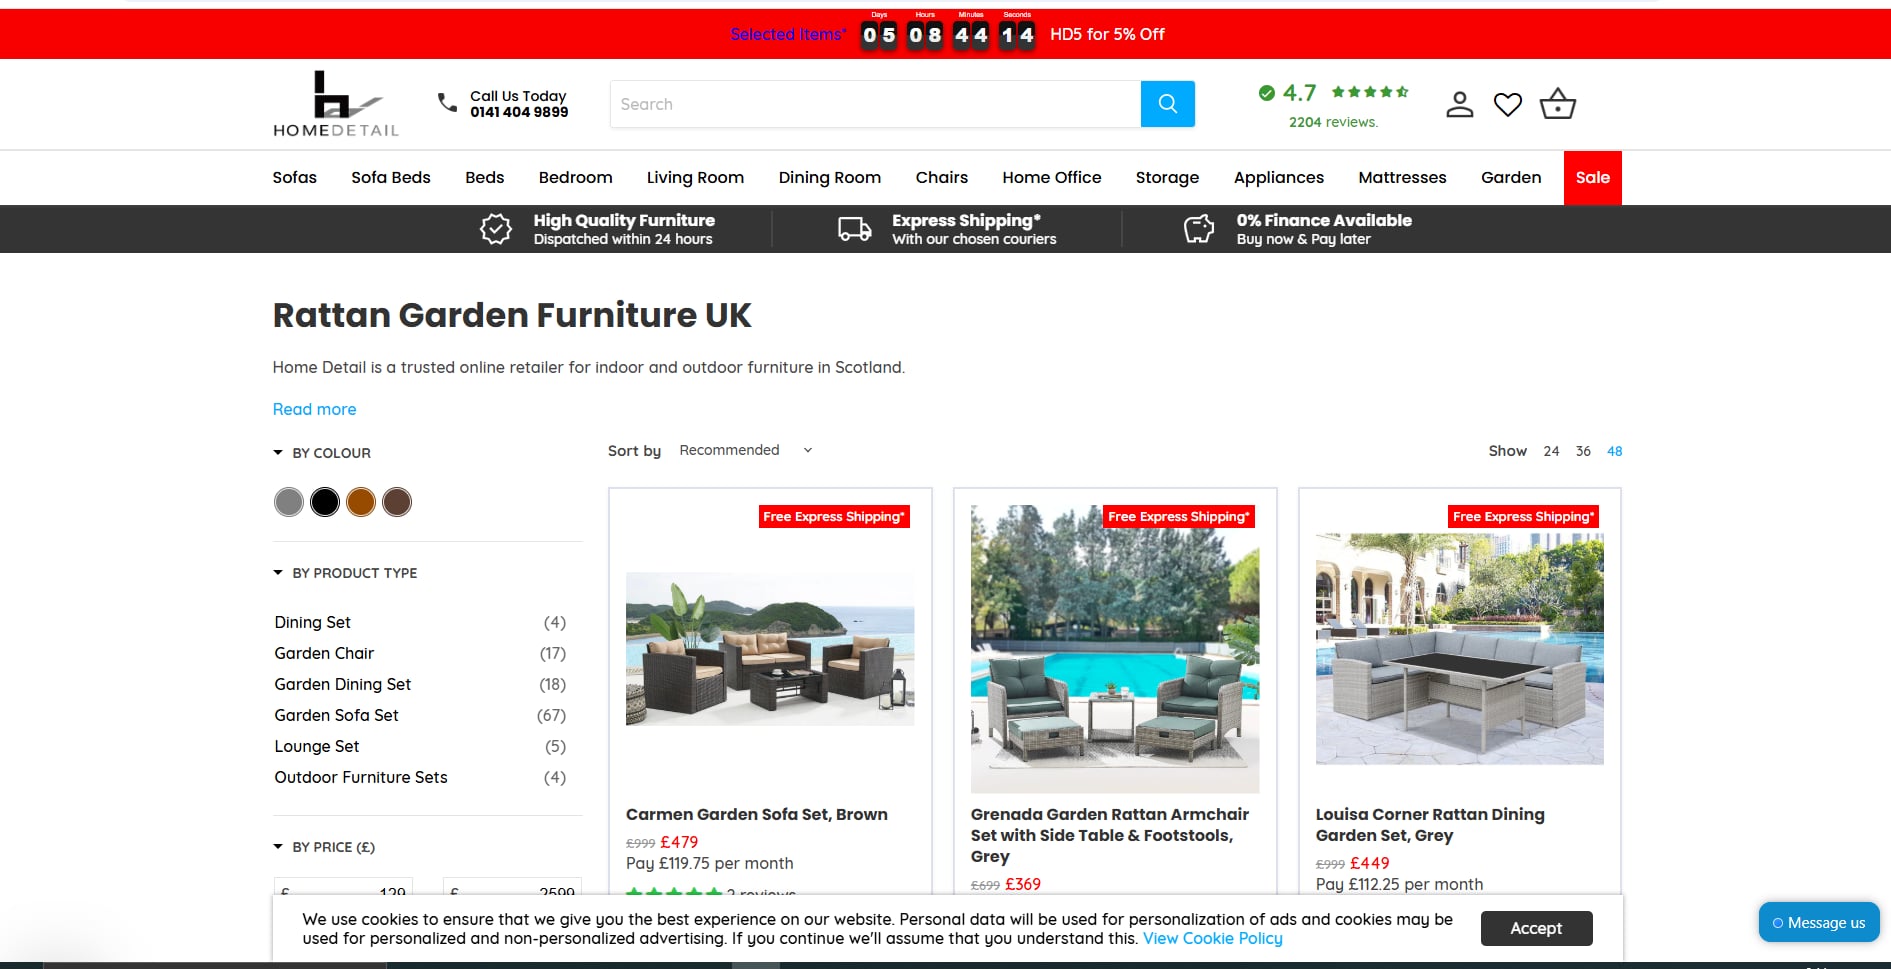 Days Hours Minutes Seconds
Selected Items* 05 08 44 14 HD5 for 5% Off
HOMEDETAIL
Call Us Today
0141 404 9899
Search
4.7
2204 reviews.
Sofas Sofa Beds Beds Bedroom Living Room Dining Room Chairs Home Office Storage Appliances Mattresses Garden Sale
High Quality Furniture
Dispatched within 24 hours
Express Shipping*
With our chosen couriers
0% Finance Available
Buy now & Pay later
Rattan Garden Furniture UK
Home Detail is a trusted online retailer for indoor and outdoor furniture in Scotland.
Read more
BY COLOUR
BY PRODUCT TYPE
Dining Set (4)
Garden Chair (17)
Garden Dining Set (18)
Garden Sofa Set (67)
Lounge Set (5)
Outdoor Furniture Sets (4)
BY PRICE (£)
£ 129 £ 2599
Sort by Recommended
Show 24 36 48
Free Express Shipping*
Carmen Garden Sofa Set, Brown
£999 £479
Pay £119.75 per month
2 reviews
Free Express Shipping*
Grenada Garden Rattan Armchair
Set with Side Table & Footstools,
Grey
£699 £369
Free Express Shipping*
Louisa Corner Rattan Dining
Garden Set, Grey
£999 £449
Pay £112.25 per month
We use cookies to ensure that we give you the best experience on our website. Personal data will be used for personalization of ads and cookies may be
used for personalized and non-personalized advertising. If you continue we'll assume that you understand this. View Cookie Policy
Accept
Message us